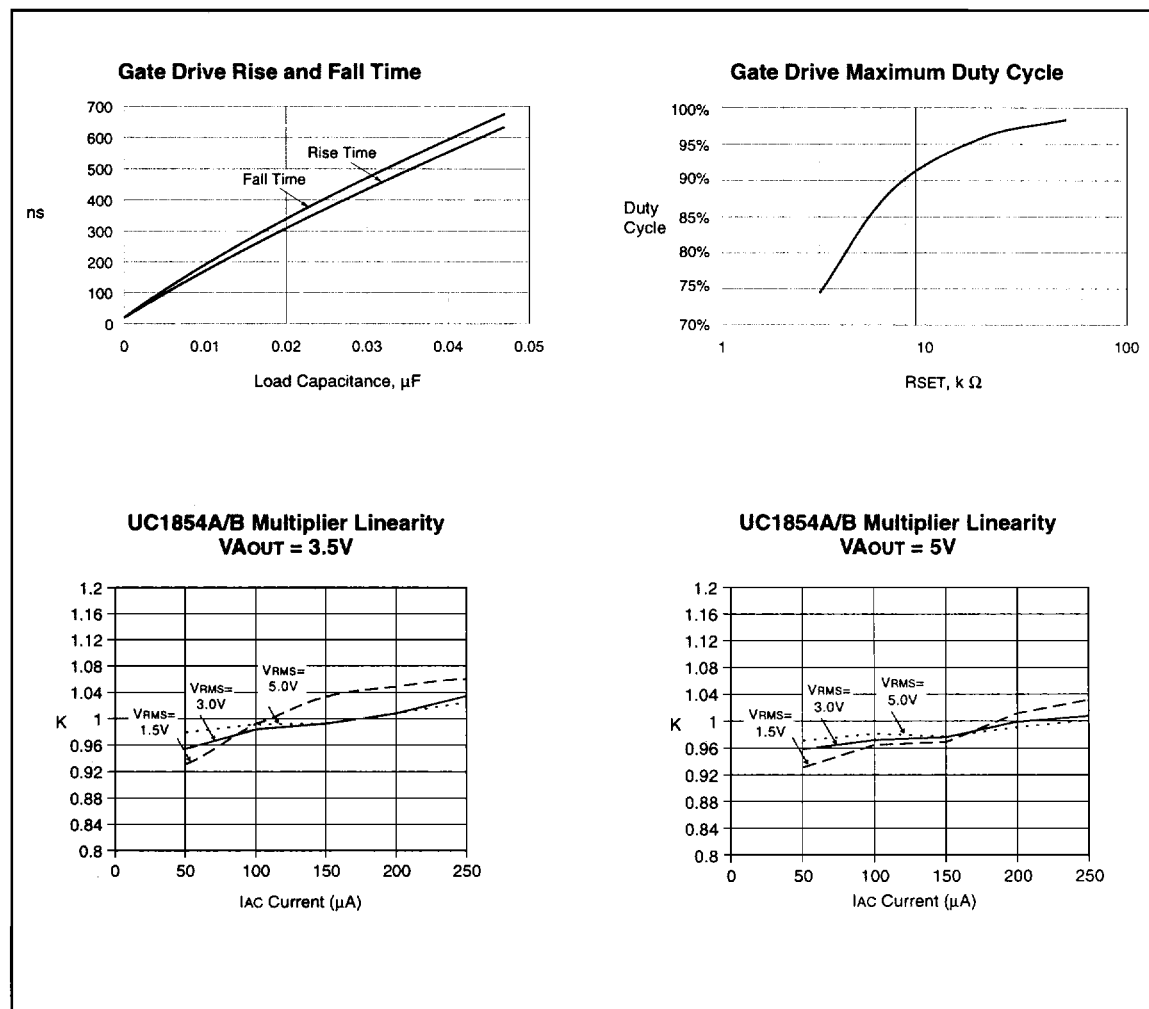 Gate Drive Rise and Fall Time
700
600
500
400
300
200
100
0
ns
Rise Time
Fall Time
0 0.01 0.02 0.03 0.04 0.05
Load Capacitance, µF
Gate Drive Maximum Duty Cycle
100%
95%
90%
85%
80%
75%
70%
Duty
Cycle
1 10 100
RSET, k Ω
UC1854A/B Multiplier Linearity
VAOUT = 3.5V
1.2
1.16
1.12
1.08
1.04
1
0.96
0.92
0.88
0.84
0.8
K
VRMS=
1.5V
VRMS=
3.0V
VRMS=
5.0V
0 50 100 150 200 250
IAC Current (µA)
UC1854A/B Multiplier Linearity
VAOUT = 5V
1.2
1.16
1.12
1.08
1.04
1
0.96
0.92
0.88
0.84
0.8
K
VRMS=
1.5V
VRMS=
3.0V
VRMS=
5.0V
0 50 100 150 200 250
IAC Current (µA)